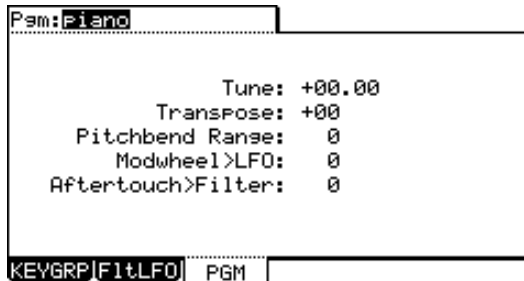 Pgm:piano
Tune: +00.00
Transpose: +00
Pitchbend Range: 0
Modwheel>LFO: 0
Aftertouch>Filter: 0
KEYGRP FltLFO PGM